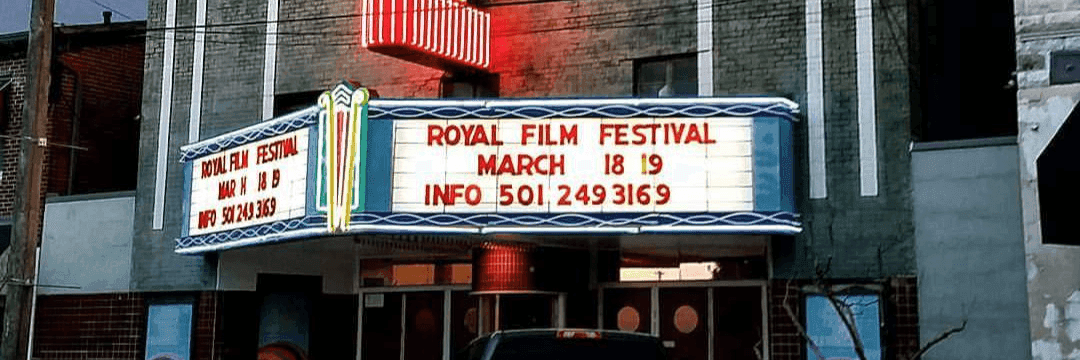 ROYAL FILM FESTIVAL
MAR H 18 19
INFO 501 249 3169
ROYAL FILM FESTIVAL
MARCH 18 19
INFO 501 249 3169